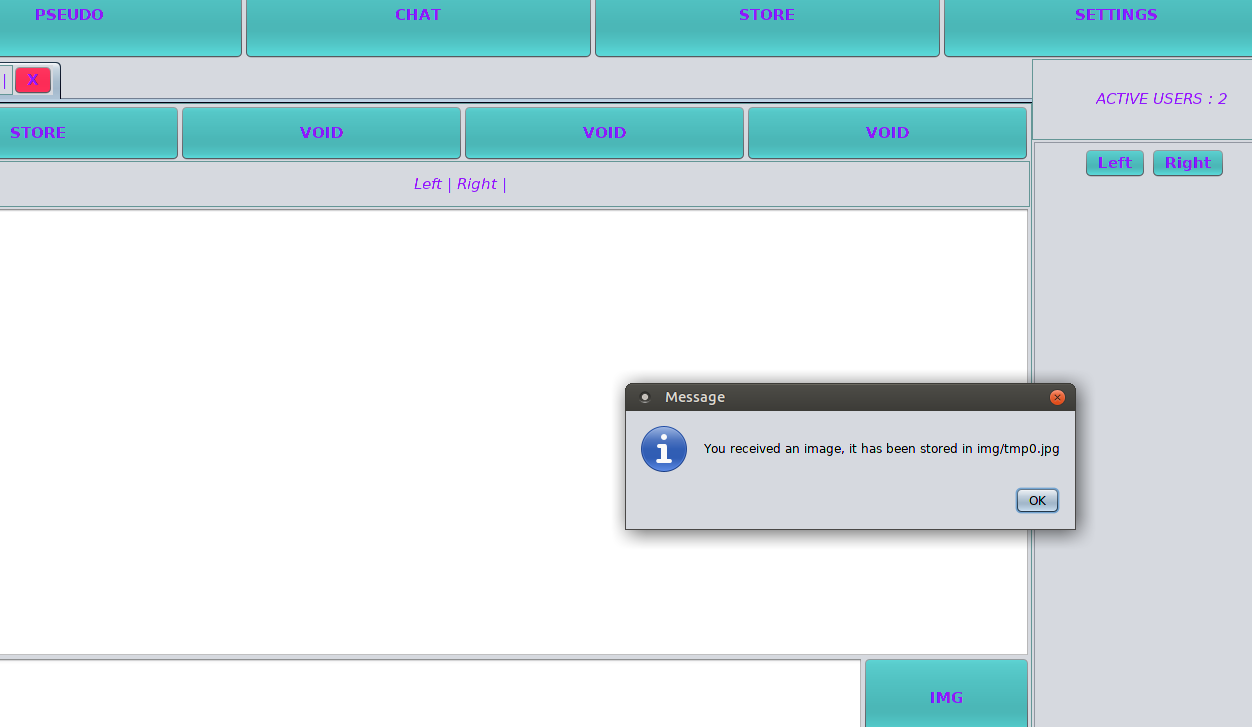 PSEUDO CHAT STORE SETTINGS
| X
ACTIVE USERS : 2
STORE VOID VOID VOID
Left Right
Left | Right |
Message
You received an image, it has been stored in img/tmp0.jpg
OK
IMG